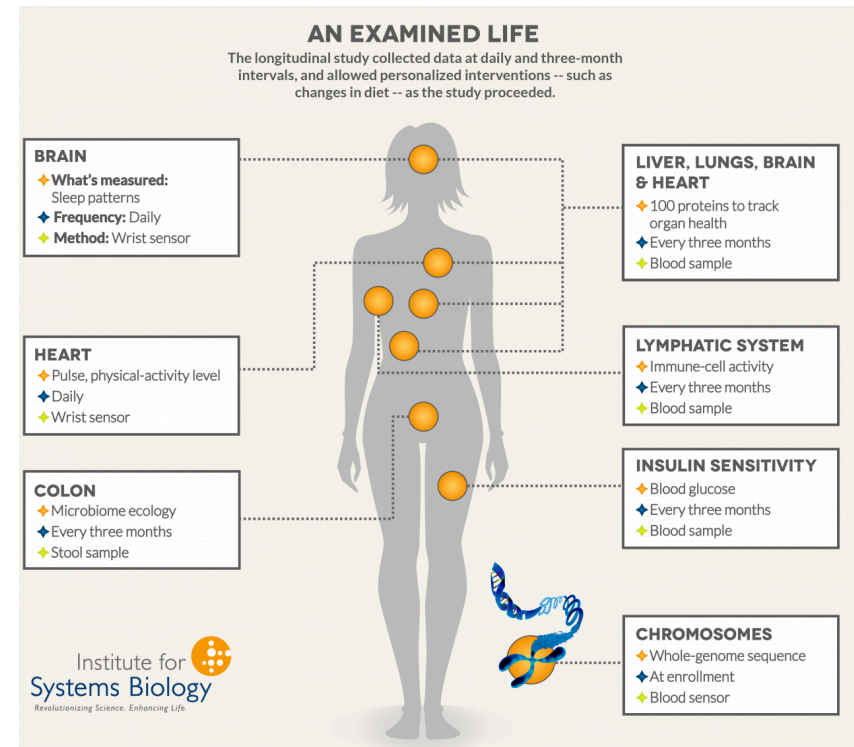 AN EXAMINED LIFE
The longitudinal study collected data at daily and three-month
intervals, and allowed personalized interventions -- such as
changes in diet -- as the study proceeded.
BRAIN
What's measured:
Sleep patterns
Frequency: Daily
Method: Wrist sensor
HEART
Pulse, physical-activity level
Daily
Wrist sensor
COLON
Microbiome ecology
Every three months
Stool sample
LIVER, LUNGS, BRAIN
& HEART
100 proteins to track
organ health
Every three months
Blood sample
LYMPHATIC SYSTEM
Immune-cell activity
Every three months
Blood sample
INSULIN SENSITIVITY
Blood glucose
Every three months
Blood sample
CHROMOSOMES
Whole-genome sequence
At enrollment
Blood sensor
Institute for
Systems Biology
Revolutionizing Science. Enhancing Life.